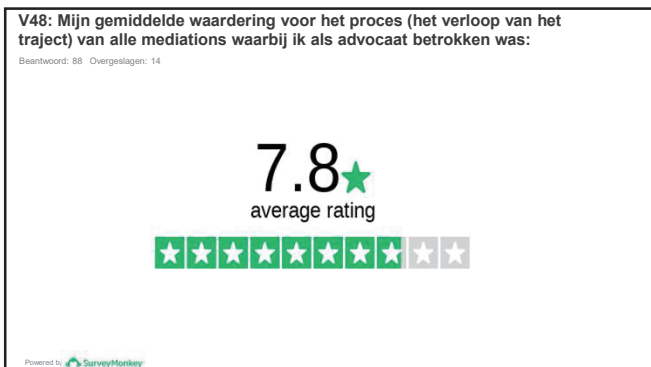 V48: Mijn gemiddelde waardering voor het proces (het verloop van het
traject) van alle mediations waarbij ik als advocaat betrokken was:
Beantwoord: 88 Overgeslagen: 14
7.8
average rating
Powered by SurveyMonkey